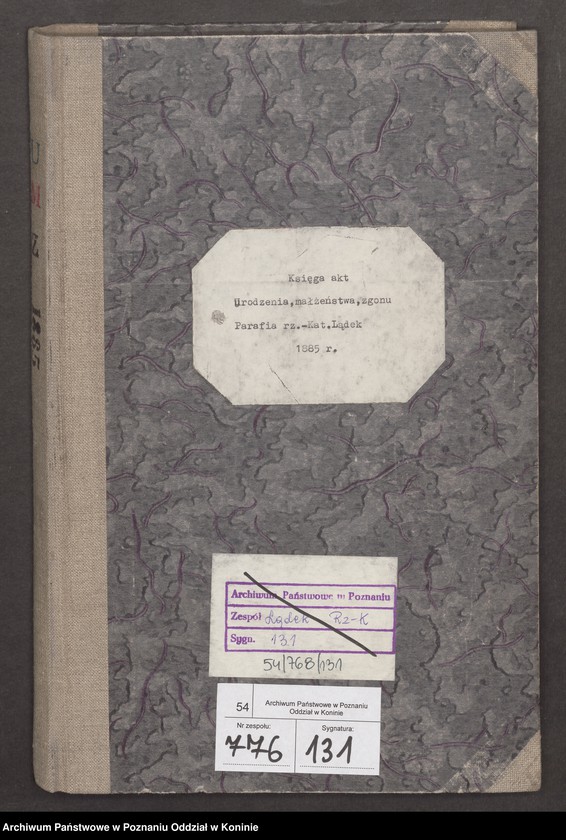 Księga akt
Urodzenia,małżeństwa,zgonu
Parafia rz.-Kat.Lądek
1885 r.
U
M
Z
1885
Archiwum Państwowe w Poznaniu
Zespół Lądek Rz-K
Sygn. 131
54/768/131
54
Archiwum Państwowe w Poznaniu
Oddział w Koninie
Nr zespołu:
Sygnatura:
776
131
Archiwum Państwowe w Poznaniu Oddział w Koninie